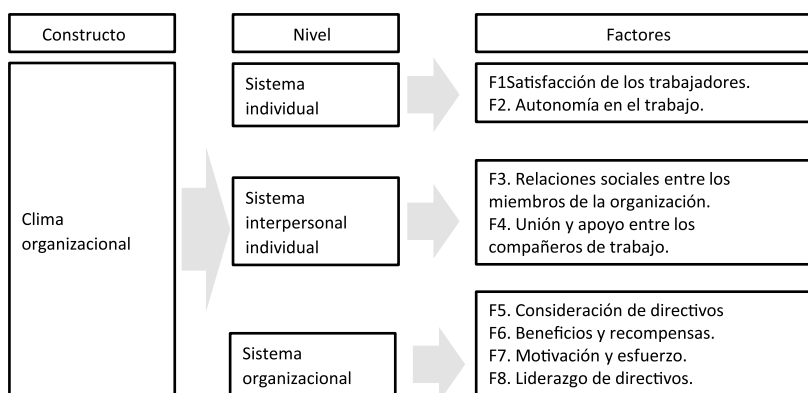 Constructo
Nivel
Factores
Clima
organizacional
Sistema
individual
F1Satisfacción de los trabajadores.
F2. Autonomía en el trabajo.
Sistema
interpersonal
individual
F3. Relaciones sociales entre los
miembros de la organización.
F4. Unión y apoyo entre los
compañeros de trabajo.
Sistema
organizacional
F5. Consideración de directivos
F6. Beneficios y recompensas.
F7. Motivación y esfuerzo.
F8. Liderazgo de directivos.